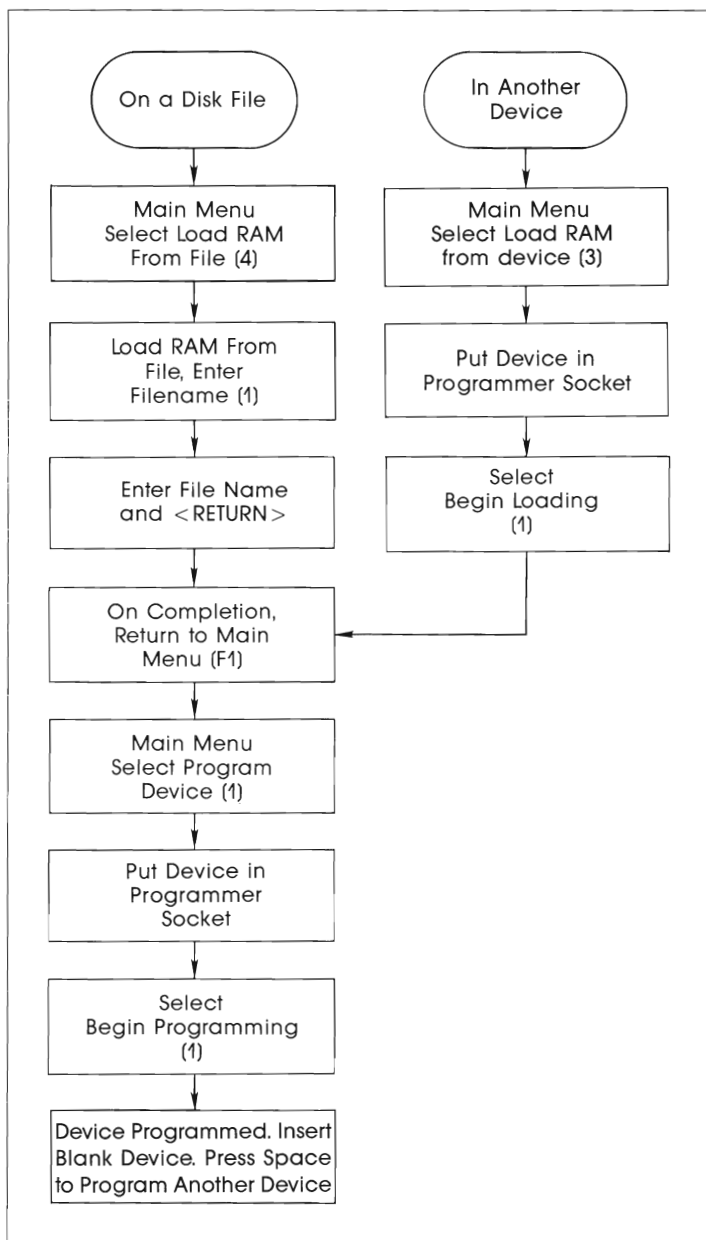 On a Disk File
Main Menu
Select Load RAM
From File (4)
Load RAM From
File, Enter
Filename (1)
Enter File Name
and <RETURN>
On Completion,
Return to Main
Menu (F1)
Main Menu
Select Program
Device (1)
Put Device in
Programmer
Socket
Select
Begin Programming
(1)
Device Programmed. Insert
Blank Device. Press Space
to Program Another Device
In Another
Device
Main Menu
Select Load RAM
from device (3)
Put Device in
Programmer Socket
Select
Begin Loading
(1)